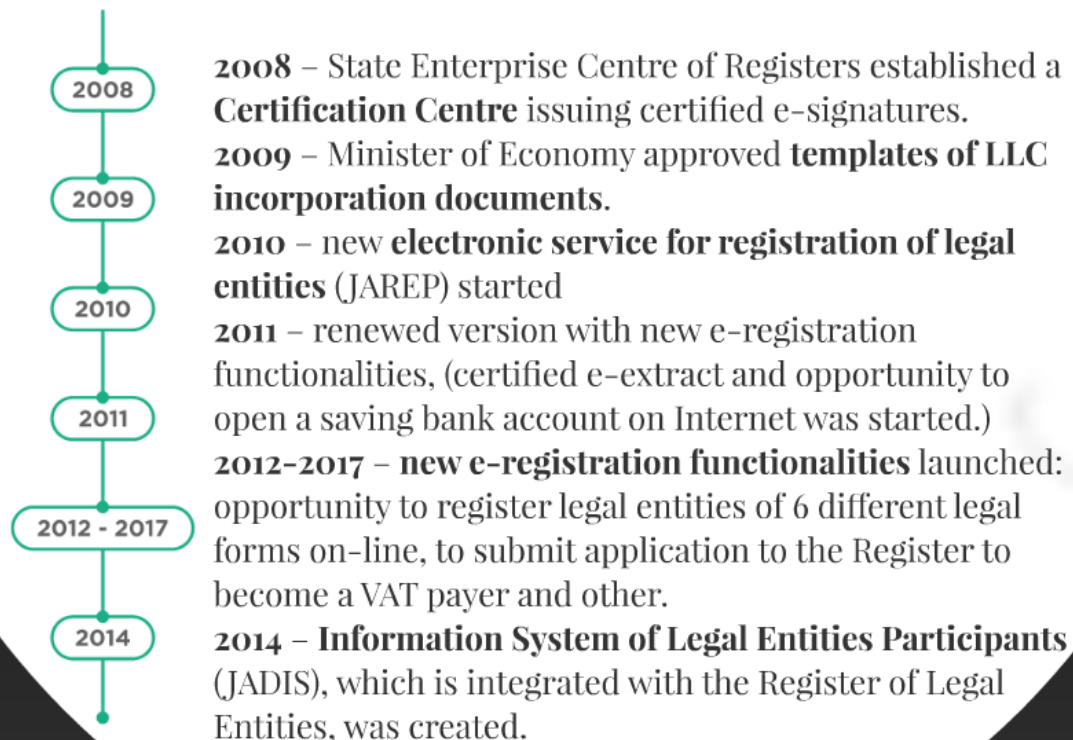 2008
2009
2010
2011
2012 - 2017
2014
2008 – State Enterprise Centre of Registers established a
Certification Centre issuing certified e-signatures.
2009 – Minister of Economy approved templates of LLC
incorporation documents.
2010 – new electronic service for registration of legal
entities (JAREP) started
2011 – renewed version with new e-registration
functionalities, (certified e-extract and opportunity to
open a saving bank account on Internet was started.)
2012-2017 – new e-registration functionalities launched:
opportunity to register legal entities of 6 different legal
forms on-line, to submit application to the Register to
become a VAT payer and other.
2014 – Information System of Legal Entities Participants
(JADIS), which is integrated with the Register of Legal
Entities, was created.